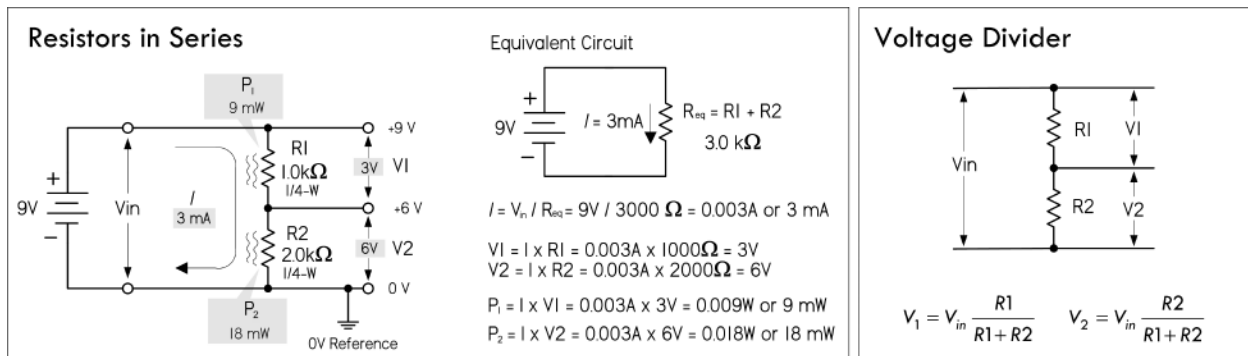 Resistors in Series
P₁
9 mW
+9 V
R1
1.0kΩ
1/4-W
3V V1
+
9V
−
Vin
I
3 mA
+6 V
R2
2.0kΩ
1/4-W
6V V2
0 V
P₂
18 mW
0V Reference
Equivalent Circuit
+
9V
−
I = 3mA
Req = R1 + R2
3.0 kΩ
I = Vin / Req = 9V / 3000 Ω = 0.003A or 3 mA
V1 = I x R1 = 0.003A x 1000Ω = 3V
V2 = I x R2 = 0.003A x 2000Ω = 6V
P₁ = I x V1 = 0.003A x 3V = 0.009W or 9 mW
P₂ = I x V2 = 0.003A x 6V = 0.018W or 18 mW
Voltage Divider
Vin
R1
V1
R2
V2
V₁ = Vin R1 / R1 + R2
V₂ = Vin R2 / R1 + R2